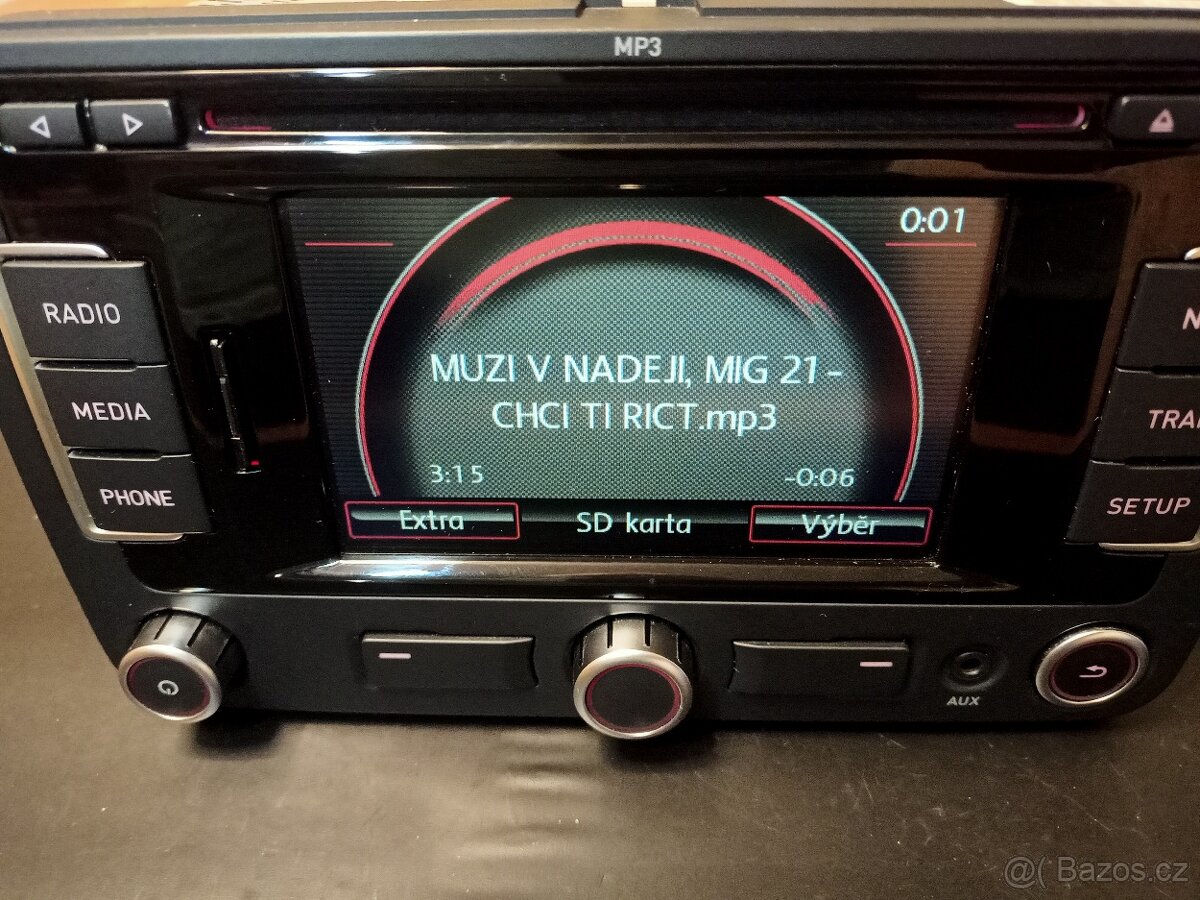 MP3
0:01
RADIO
MEDIA
PHONE
MUZI V NADEJI, MIG 21 -
CHCI TI RICT.mp3
3:15
-0:06
Extra
SD karta
Výběr
N
TRA
SETUP
AUX
@( Bazos.cz